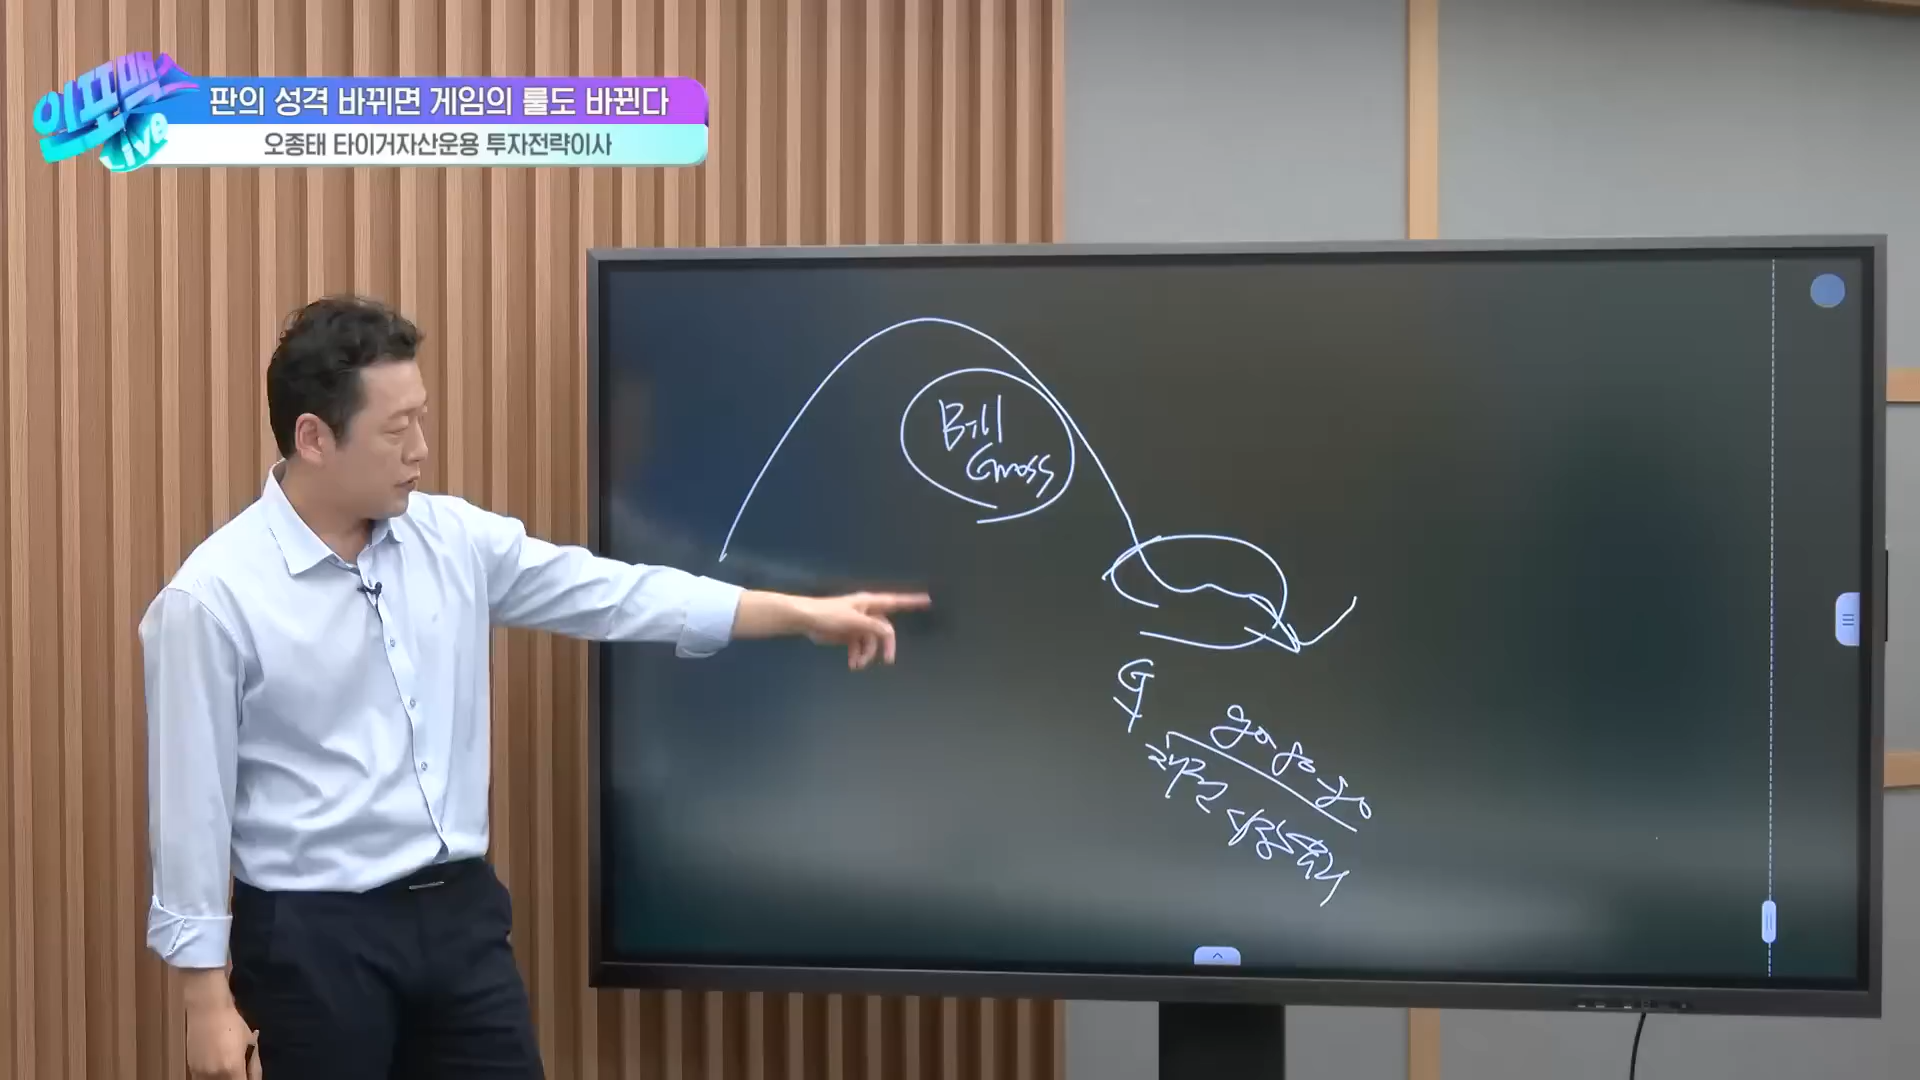 인포맥스
Live
판의 성격 바뀌면 게임의 룰도 바뀐다
오종태 타이거자산운용 투자전략이사
Bill
Gross